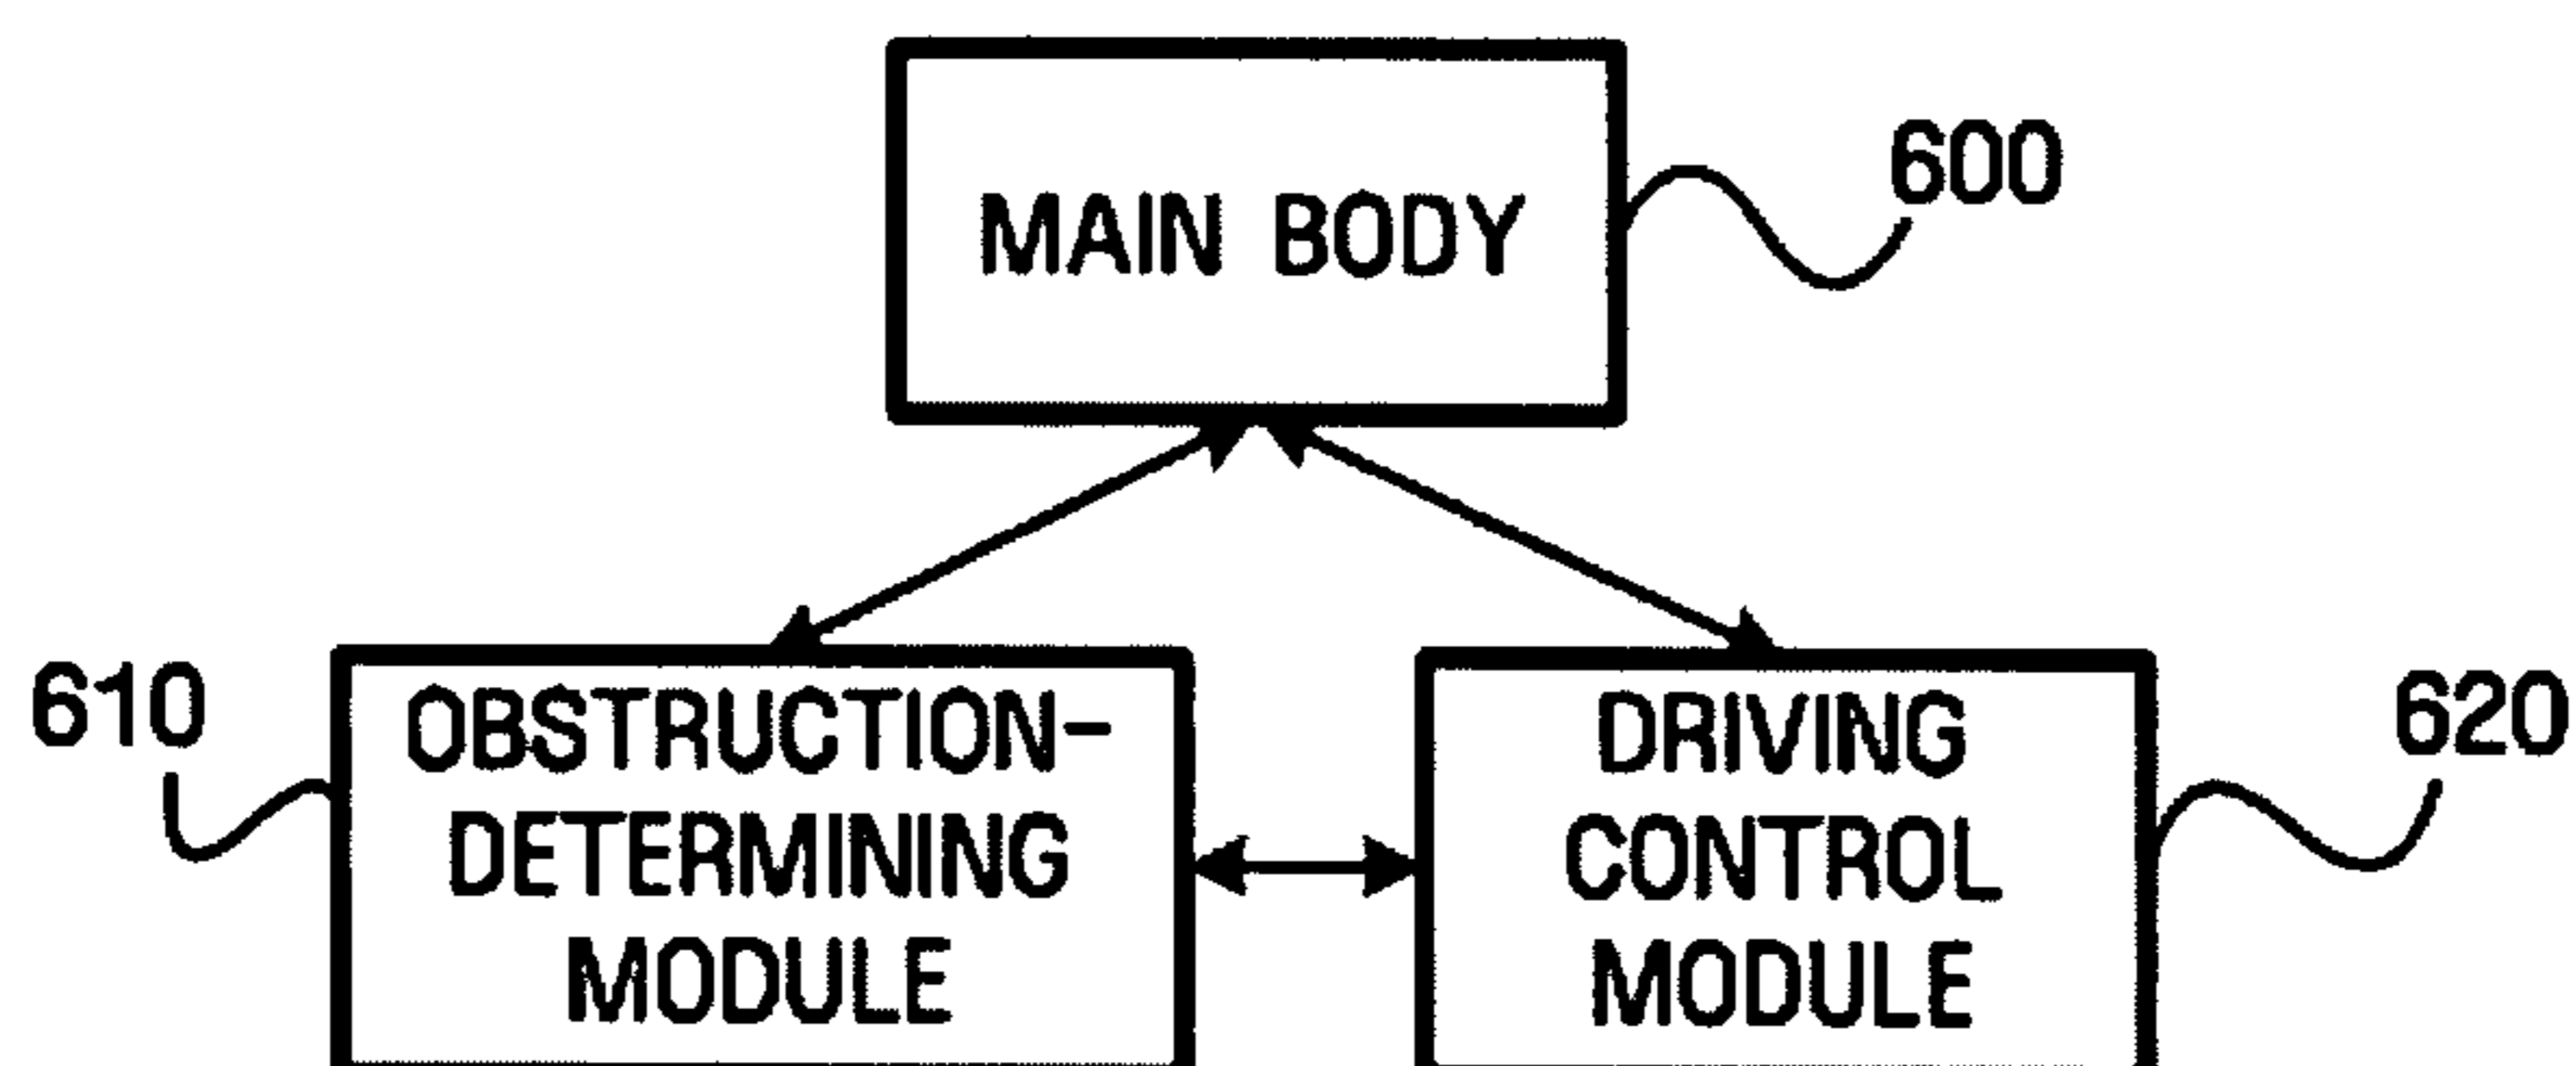 MAIN BODY
600
610
OBSTRUCTION-
DETERMINING
MODULE
DRIVING
CONTROL
MODULE
620